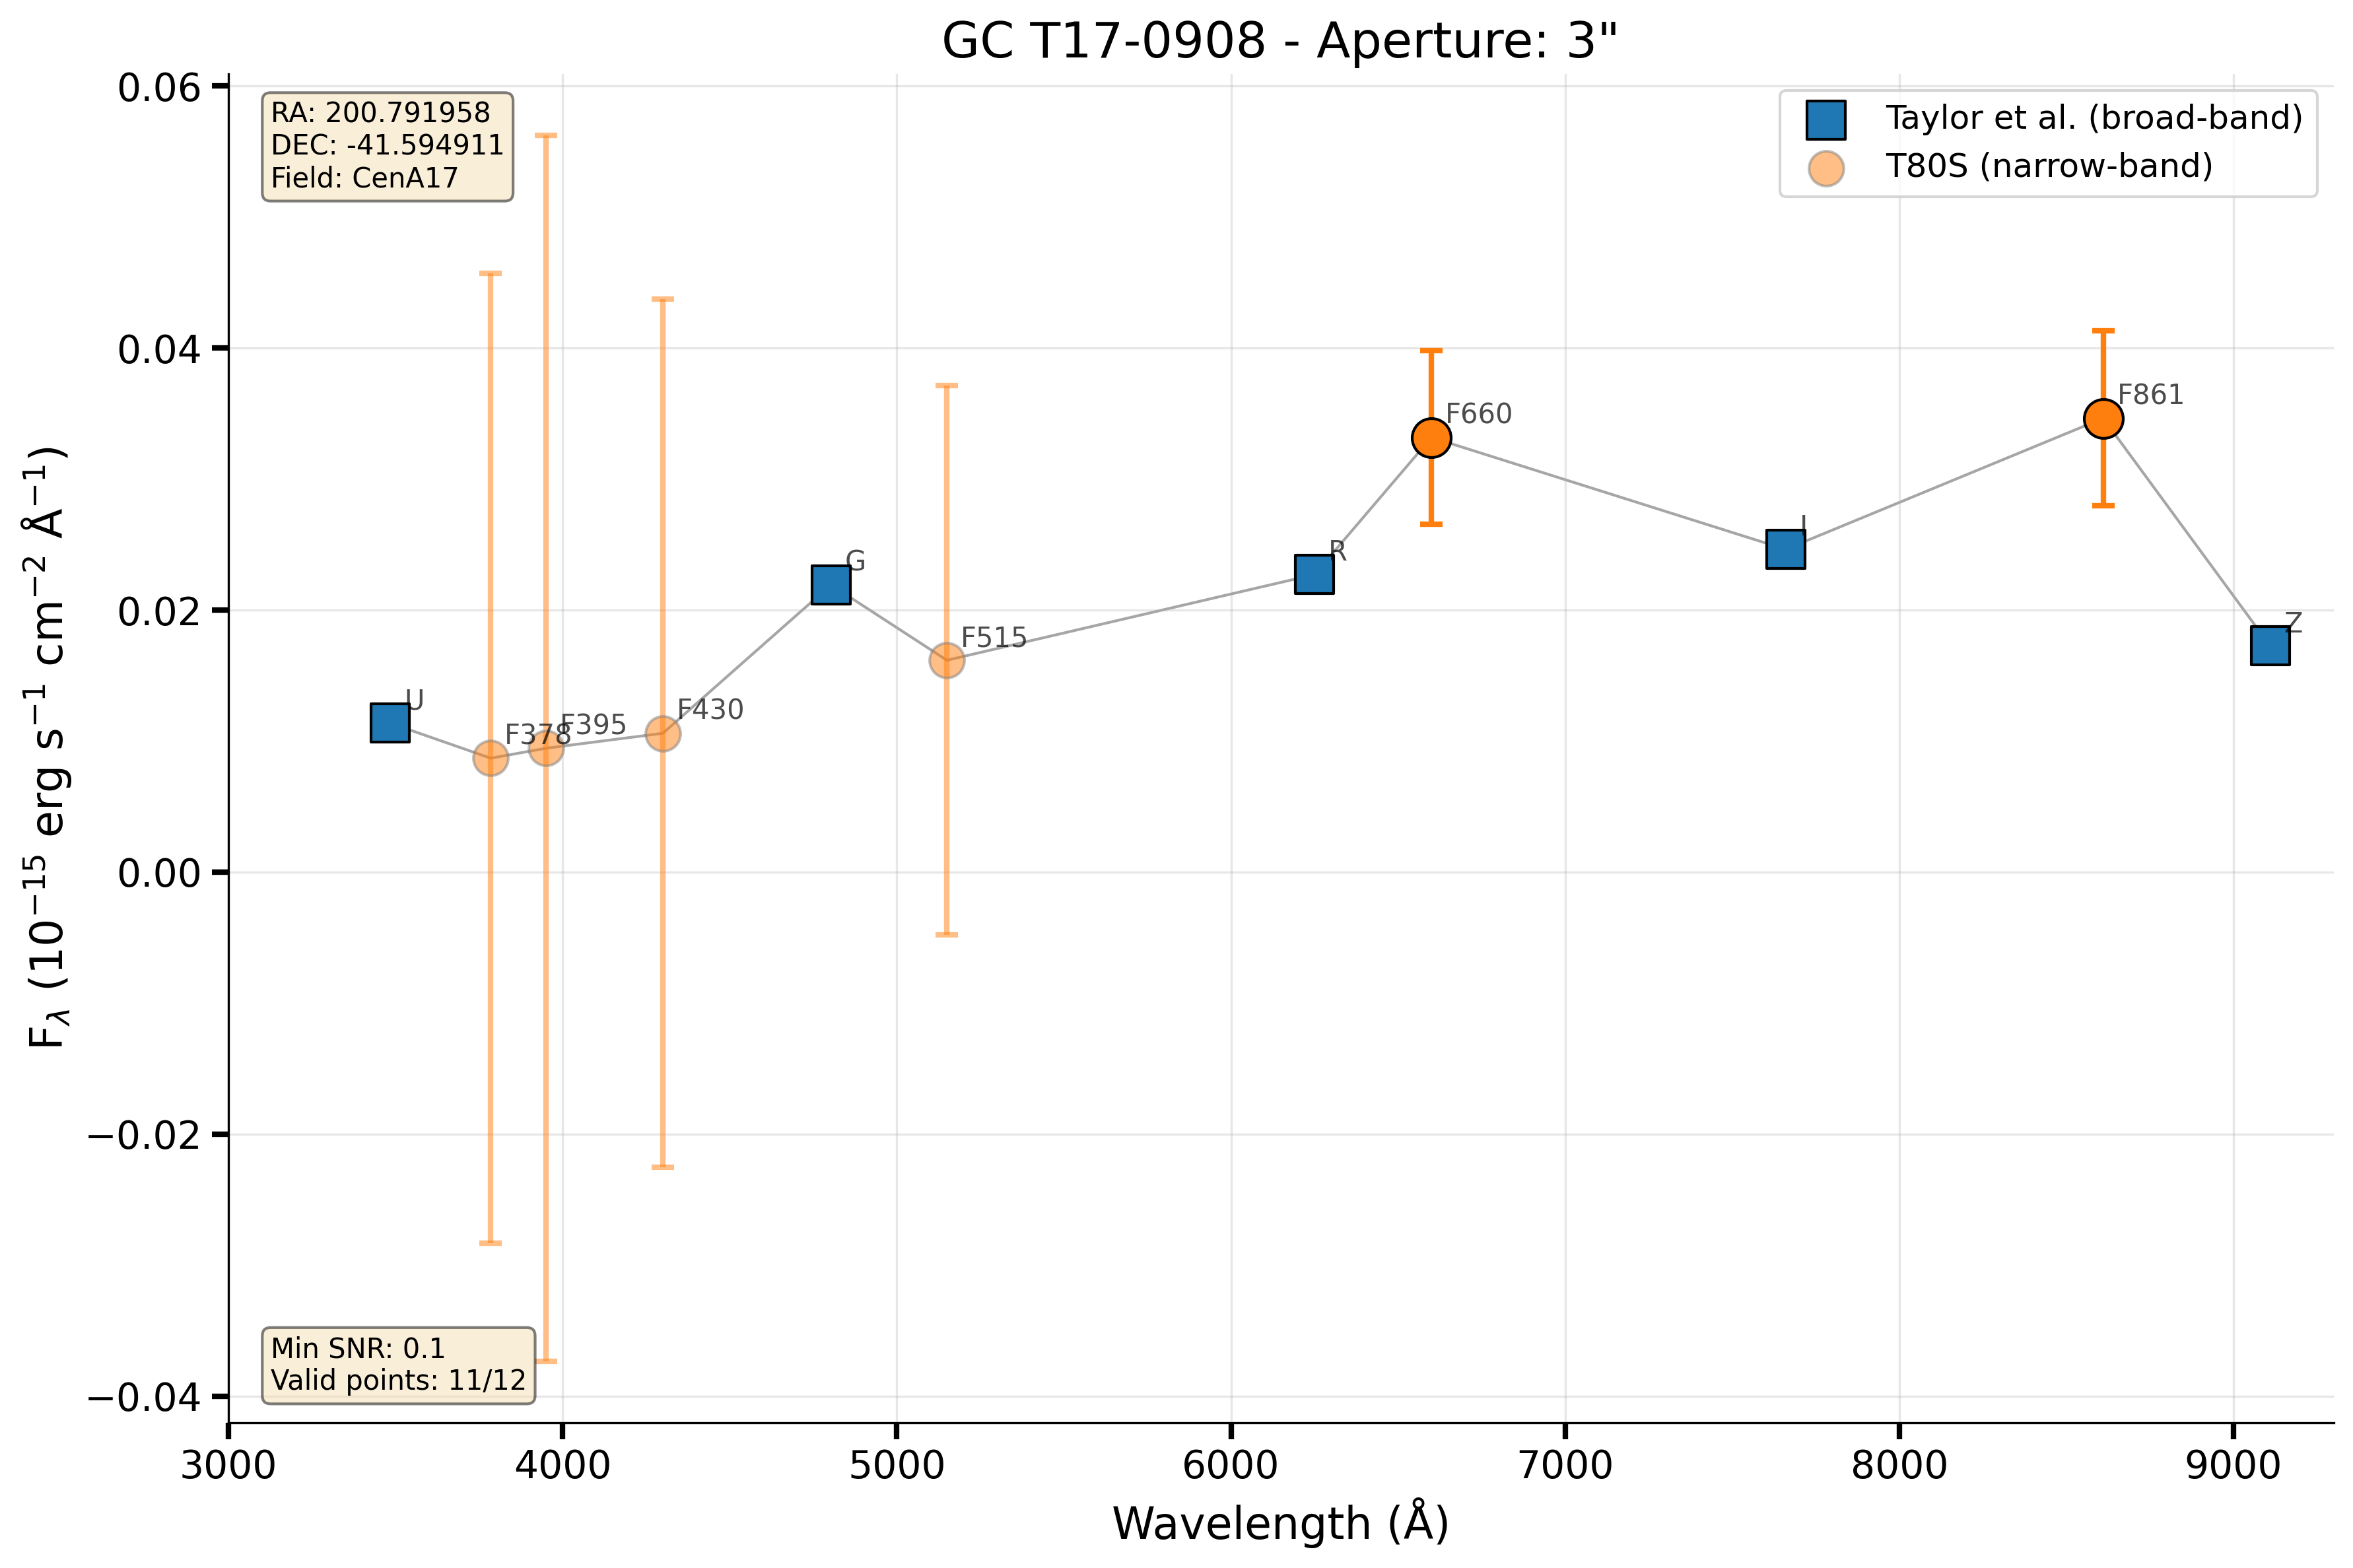 GC T17-0908 - Aperture: 3"
RA: 200.791958
DEC: -41.594911
Field: CenA17
Taylor et al. (broad-band)
T80S (narrow-band)
0.06
0.04
0.02
0.00
−0.02
−0.04
F_λ (10⁻¹⁵ erg s⁻¹ cm⁻² Å⁻¹)
U
F378
F395
F430
G
F515
R
F660
I
F861
Z
Min SNR: 0.1
Valid points: 11/12
3000 4000 5000 6000 7000 8000 9000
Wavelength (Å)